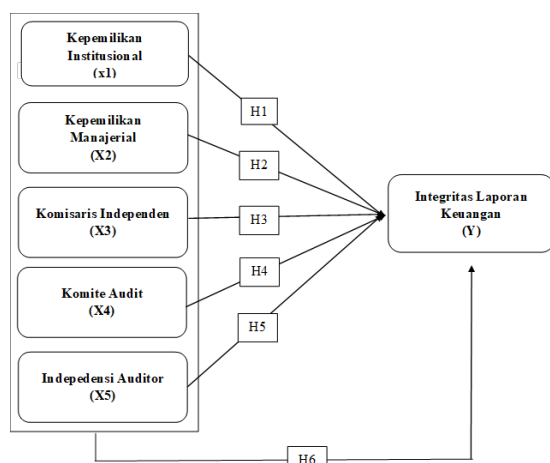 Kepemilikan
Institusional
(x1)
H1
Kepemilikan
Manajerial
(X2)
H2
Komisaris Independen
(X3)
H3
Integritas Laporan
Keuangan
(Y)
Komite Audit
(X4)
H4
Indepedensi Auditor
(X5)
H5
H6